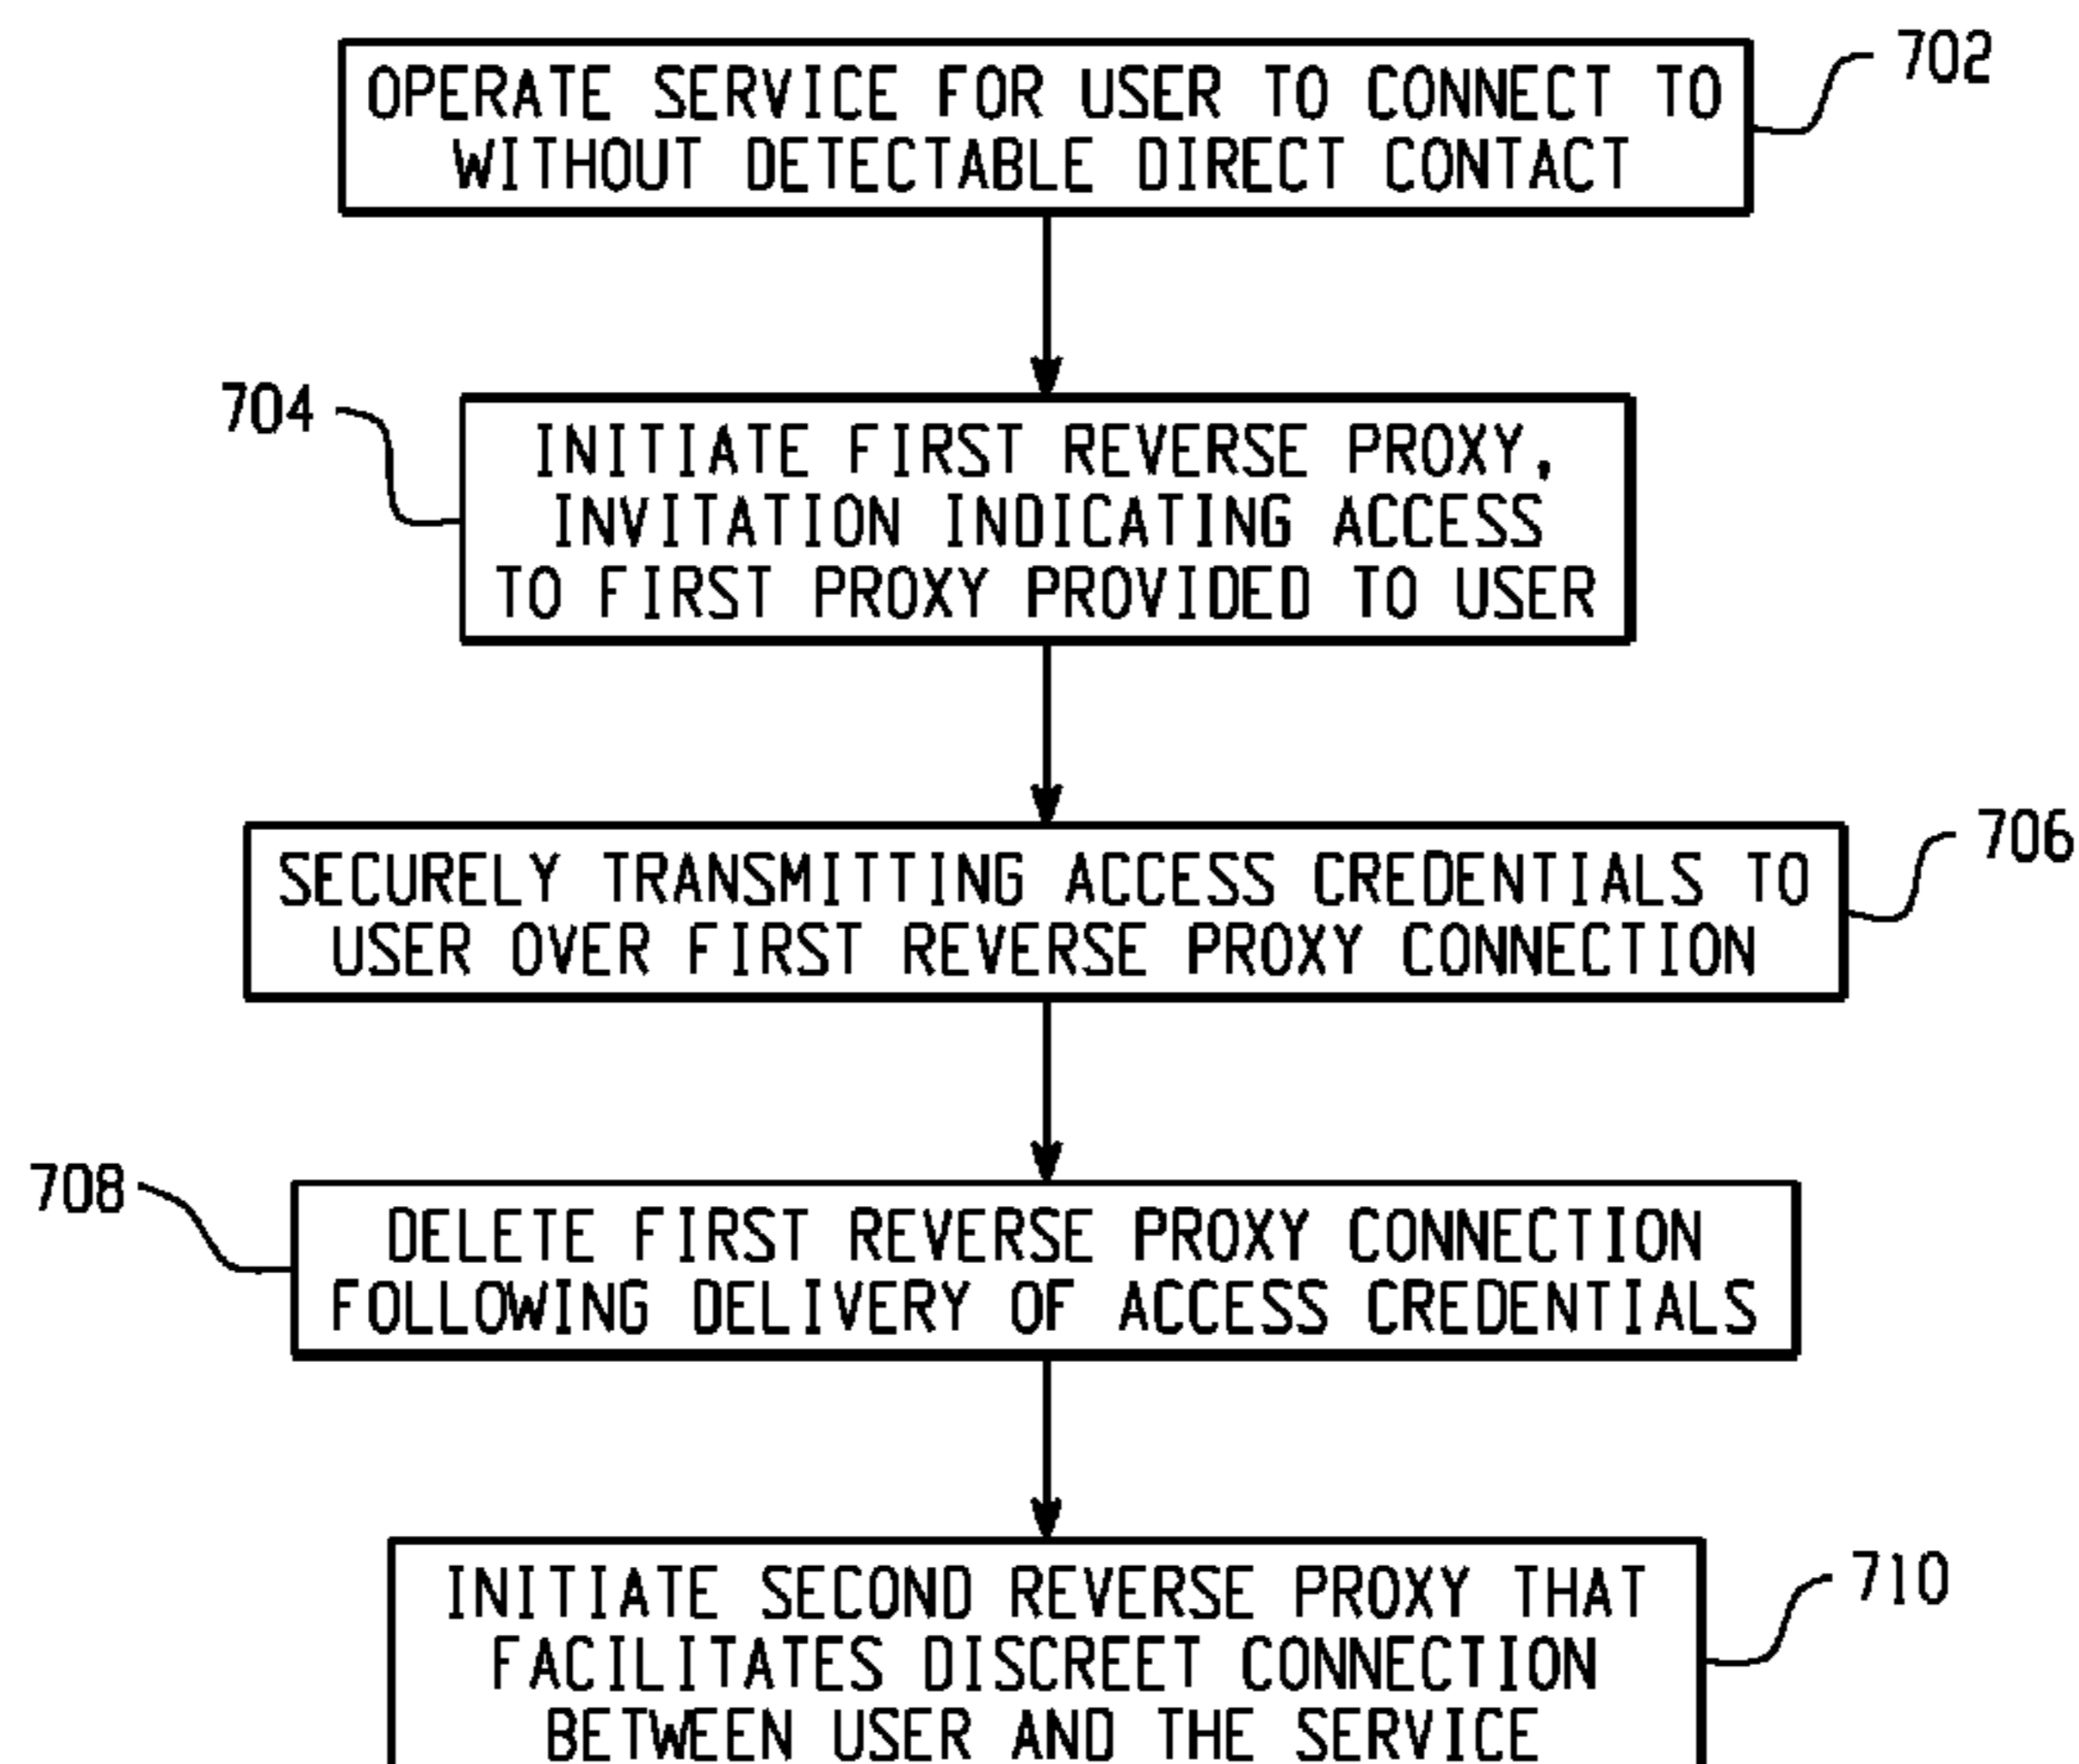 702
OPERATE SERVICE FOR USER TO CONNECT TO
WITHOUT DETECTABLE DIRECT CONTACT
704
INITIATE FIRST REVERSE PROXY,
INVITATION INDICATING ACCESS
TO FIRST PROXY PROVIDED TO USER
706
SECURELY TRANSMITTING ACCESS CREDENTIALS TO
USER OVER FIRST REVERSE PROXY CONNECTION
708
DELETE FIRST REVERSE PROXY CONNECTION
FOLLOWING DELIVERY OF ACCESS CREDENTIALS
710
INITIATE SECOND REVERSE PROXY THAT
FACILITATES DISCREET CONNECTION
BETWEEN USER AND THE SERVICE